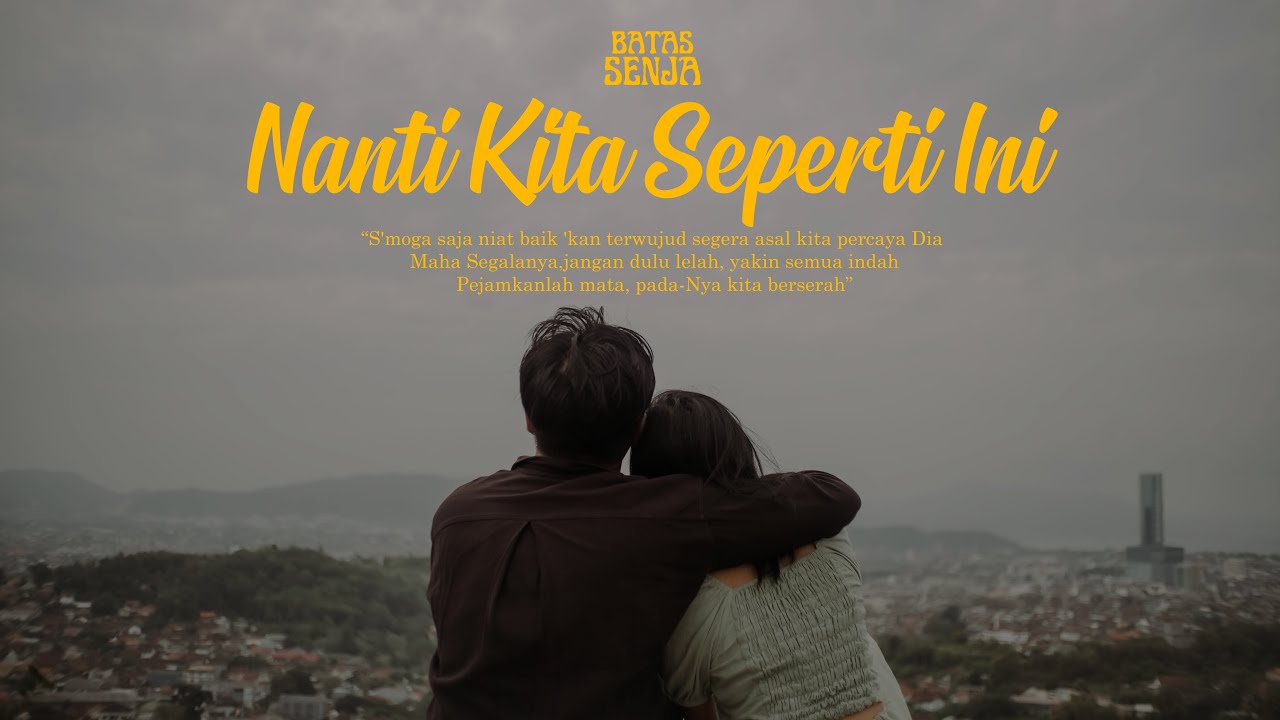 BATAS
SENJA
Nanti Kita Seperti Ini
“S'moga saja niat baik 'kan terwujud segera asal kita percaya Dia
Maha Segalanya,jangan dulu lelah, yakin semua indah
Pejamkanlah mata, pada-Nya kita berserah”